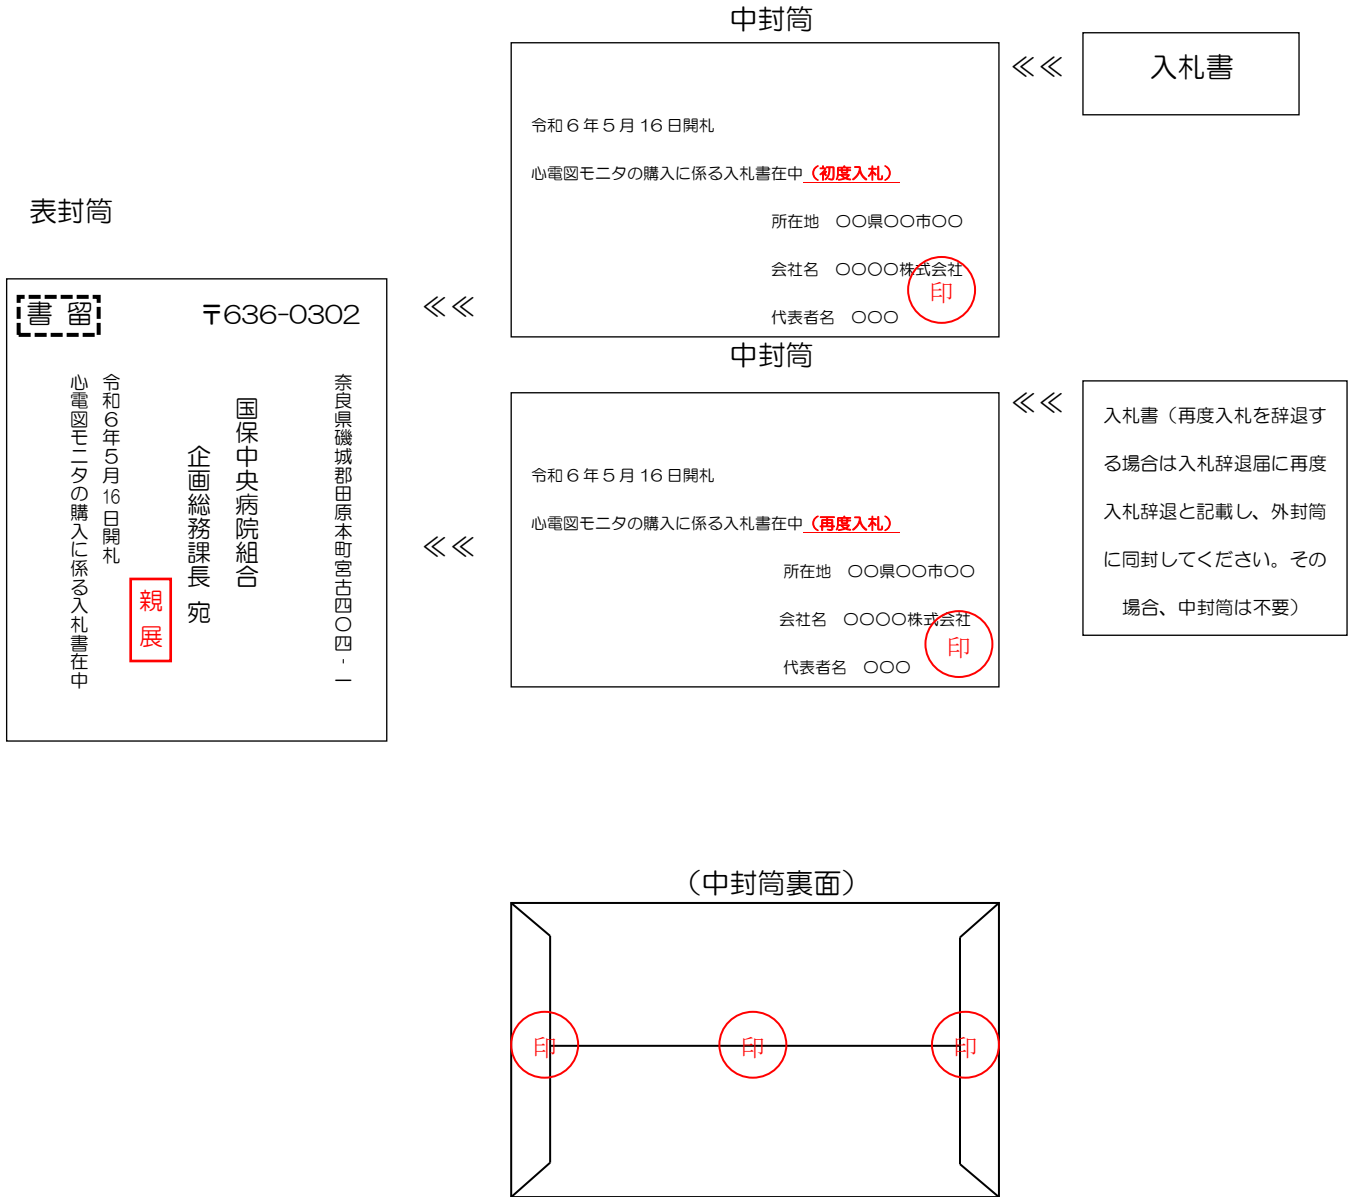 中封筒
≪≪
入札書
令和6年5月16日開札
心電図モニタの購入に係る入札書在中（初度入札）
所在地　〇〇県〇〇市〇〇
会社名　〇〇〇〇株式会社
印
代表者名　〇〇〇
表封筒
書留
〒636-0302
奈良県磯城郡田原本町宮古四〇四-一
国保中央病院組合
企画総務課長 宛
親展
令和6年5月16日開札
心電図モニタの購入に係る入札書在中
≪≪
≪≪
中封筒
≪≪
令和6年5月16日開札
心電図モニタの購入に係る入札書在中（再度入札）
所在地　〇〇県〇〇市〇〇
会社名　〇〇〇〇株式会社
印
代表者名　〇〇〇
入札書（再度入札を辞退す
る場合は入札辞退届に再度
入札辞退と記載し、外封筒
に同封してください。その
場合、中封筒は不要）
（中封筒裏面）
印
印
印